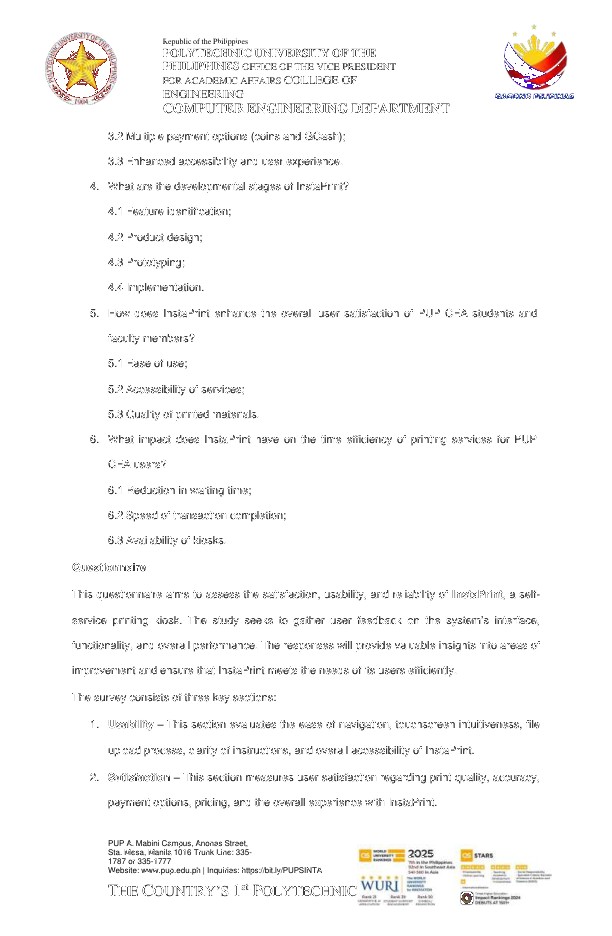 Republic of the Philippines
POLYTECHNIC UNIVERSITY OF THE
PHILIPPINES OFFICE OF THE VICE PRESIDENT
FOR ACADEMIC AFFAIRS COLLEGE OF
ENGINEERING
COMPUTER ENGINEERING DEPARTMENT
BAGONG PILIPINAS
3.2 Multiple payment options (coins and GCash);
3.3 Enhanced accessibility and user experience.
4. What are the developmental stages of InstaPrint?
4.1 Feature identification;
4.2 Product design;
4.3 Prototyping;
4.4 Implementation.
5. How does InstaPrint enhance the overall user satisfaction of PUP CEA students and
faculty members?
5.1 Ease of use;
5.2 Accessibility of services;
5.3 Quality of printed materials.
6. What impact does InstaPrint have on the time efficiency of printing services for PUP
CEA users?
6.1 Reduction in waiting time;
6.2 Speed of transaction completion;
6.3 Availability of kiosks.
Questionnaire
This questionnaire aims to assess the satisfaction, usability, and reliability of InstaPrint, a self-
service printing kiosk. The study seeks to gather user feedback on the system's interface,
functionality, and overall performance. The responses will provide valuable insights into areas of
improvement and ensure that InstaPrint meets the needs of its users efficiently.
The survey consists of three key sections:
1. Usability – This section evaluates the ease of navigation, touchscreen intuitiveness, file
upload process, clarity of instructions, and overall accessibility of InstaPrint.
2. Satisfaction – This section measures user satisfaction regarding print quality, accuracy,
payment options, pricing, and the overall experience with InstaPrint.
PUP A. Mabini Campus, Anonas Street,
Sta. Mesa, Manila 1016 Trunk Line: 335-
1787 or 335-1777
Website: www.pup.edu.ph | Inquiries: https://bit.ly/PUPSINTA
THE COUNTRY'S 1st POLYTECHNIC
QS WORLD UNIVERSITY RANKINGS 2025
WURI
QS STARS
Impact Rankings 2024